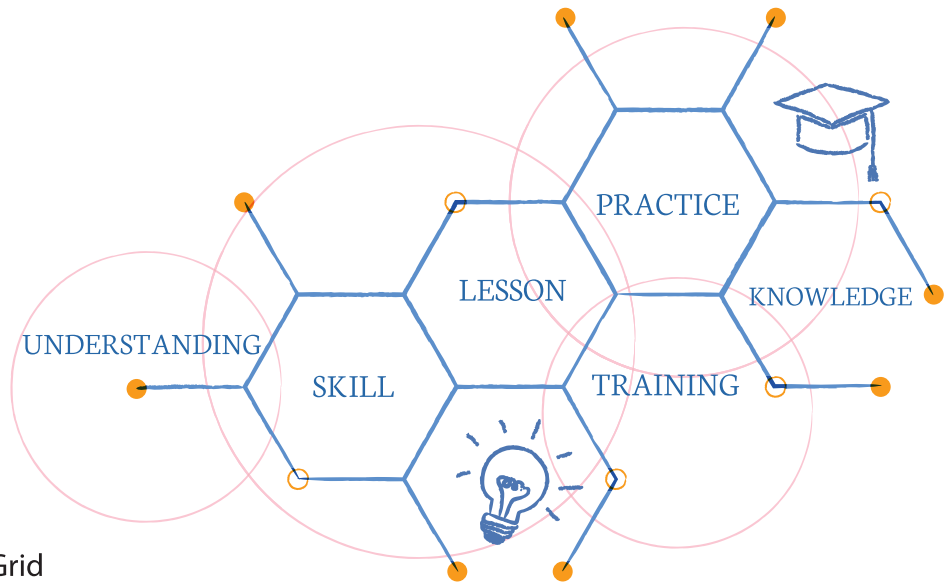 PRACTICE
LESSON
KNOWLEDGE
UNDERSTANDING
SKILL
TRAINING
Grid